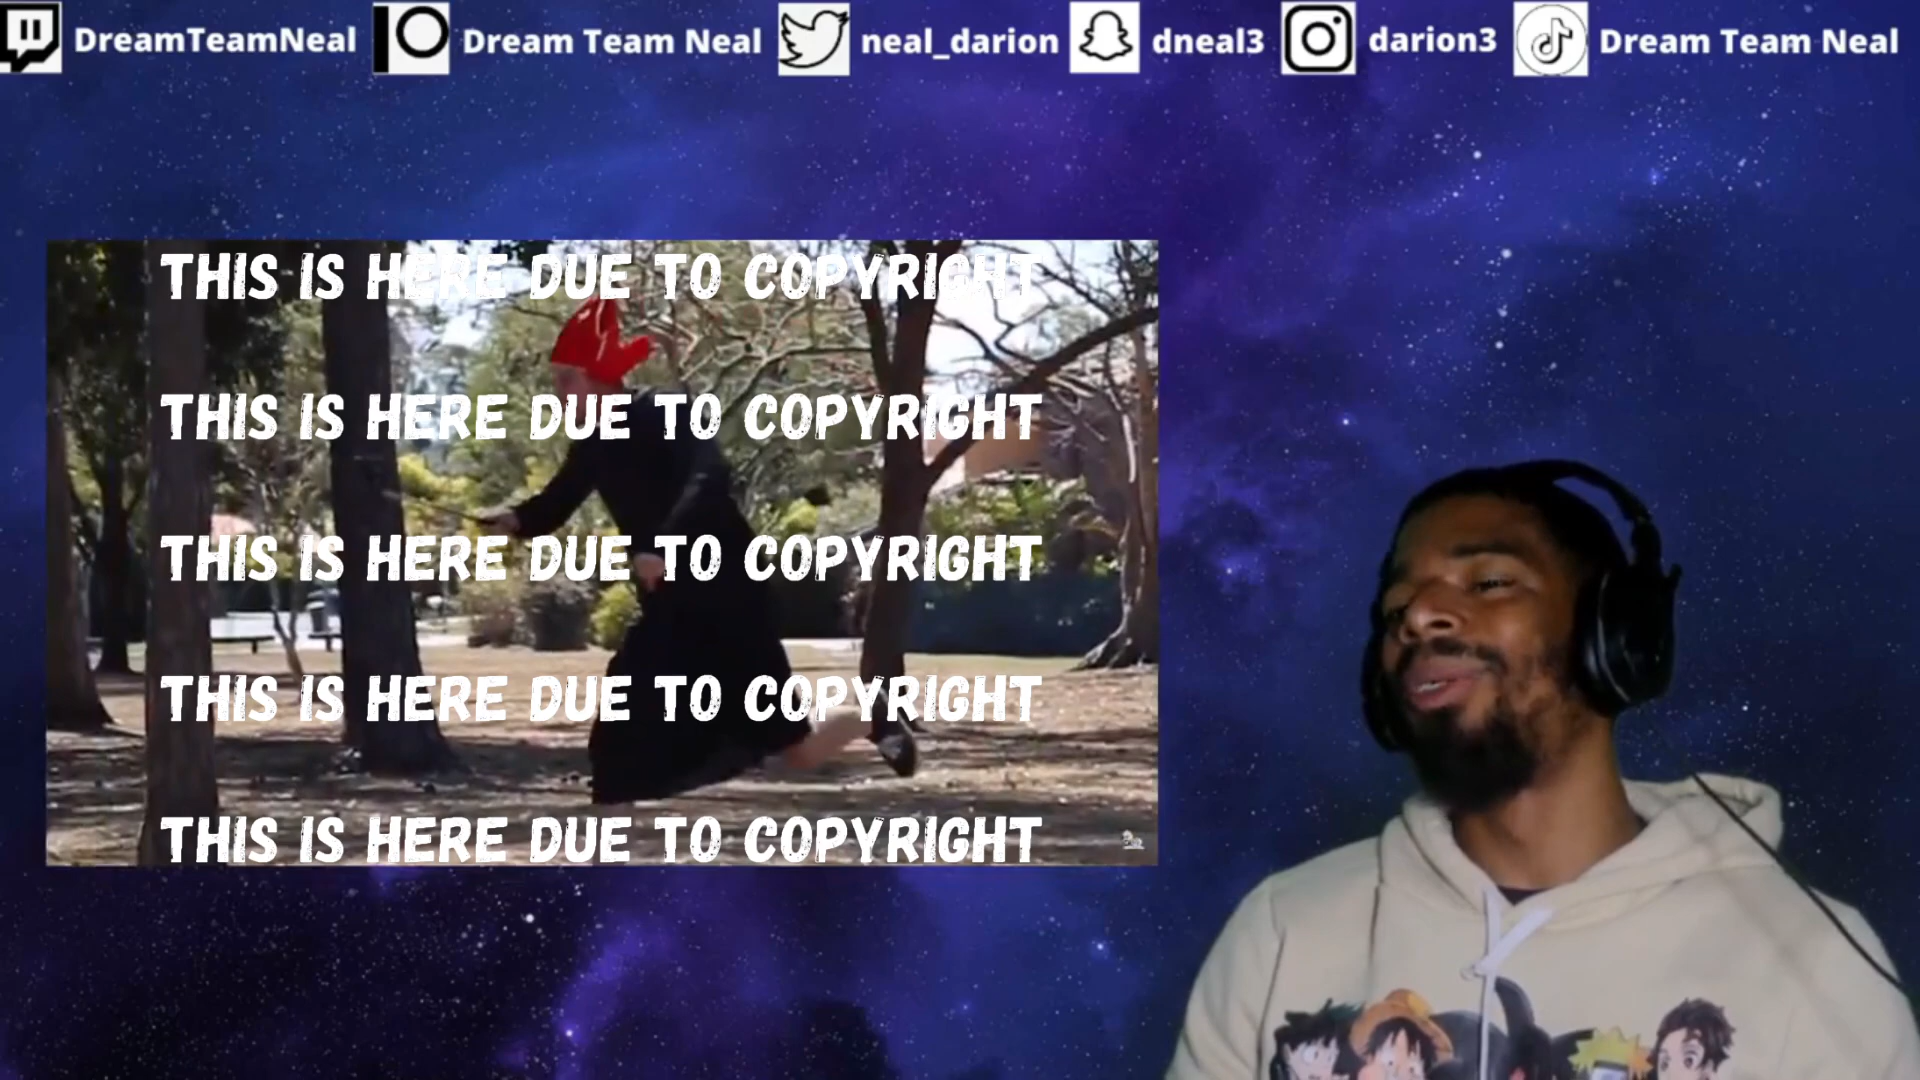 DreamTeamNeal
Dream Team Neal
neal_darion
dneal3
darion3
Dream Team Neal
THIS IS HERE DUE TO COPYRIGHT
THIS IS HERE DUE TO COPYRIGHT
THIS IS HERE DUE TO COPYRIGHT
THIS IS HERE DUE TO COPYRIGHT
THIS IS HERE DUE TO COPYRIGHT